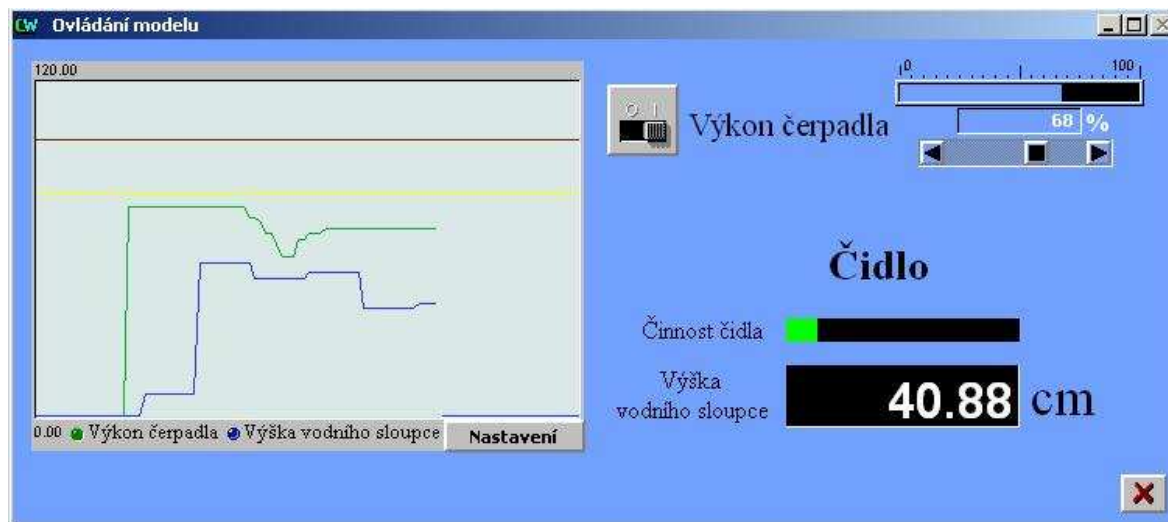 CW Ovládání modelu
120.00
0.00 Výkon čerpadla Výška vodního sloupce
Nastavení
O I
Výkon čerpadla
0 100
68 %
Čidlo
Činnost čidla
Výška
vodního sloupce
40.88 cm